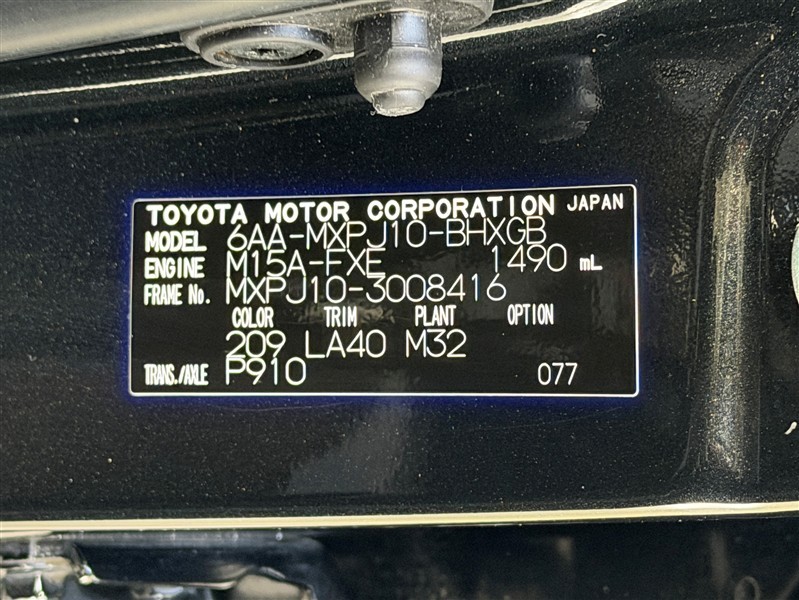 TOYOTA MOTOR CORPORATION JAPAN
MODEL 6AA-MXPJ10-BHXGB
ENGINE M15A-FXE 1490 mL
FRAME No. MXPJ10-3008416
COLOR TRIM PLANT OPTION
209 LA40 M32
TRANS./AXLE P910 077